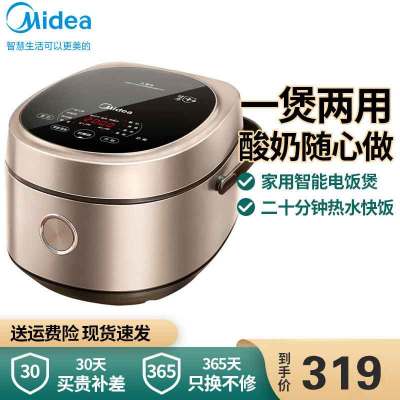 Midea
智慧生活可以更美的
Midea
一煲两用
酸奶随心做
家用智能电饭煲
二十分钟热水快饭
送运费险 现货速发
30
30天
买贵补差
365
365天
只换不修
到手价
319